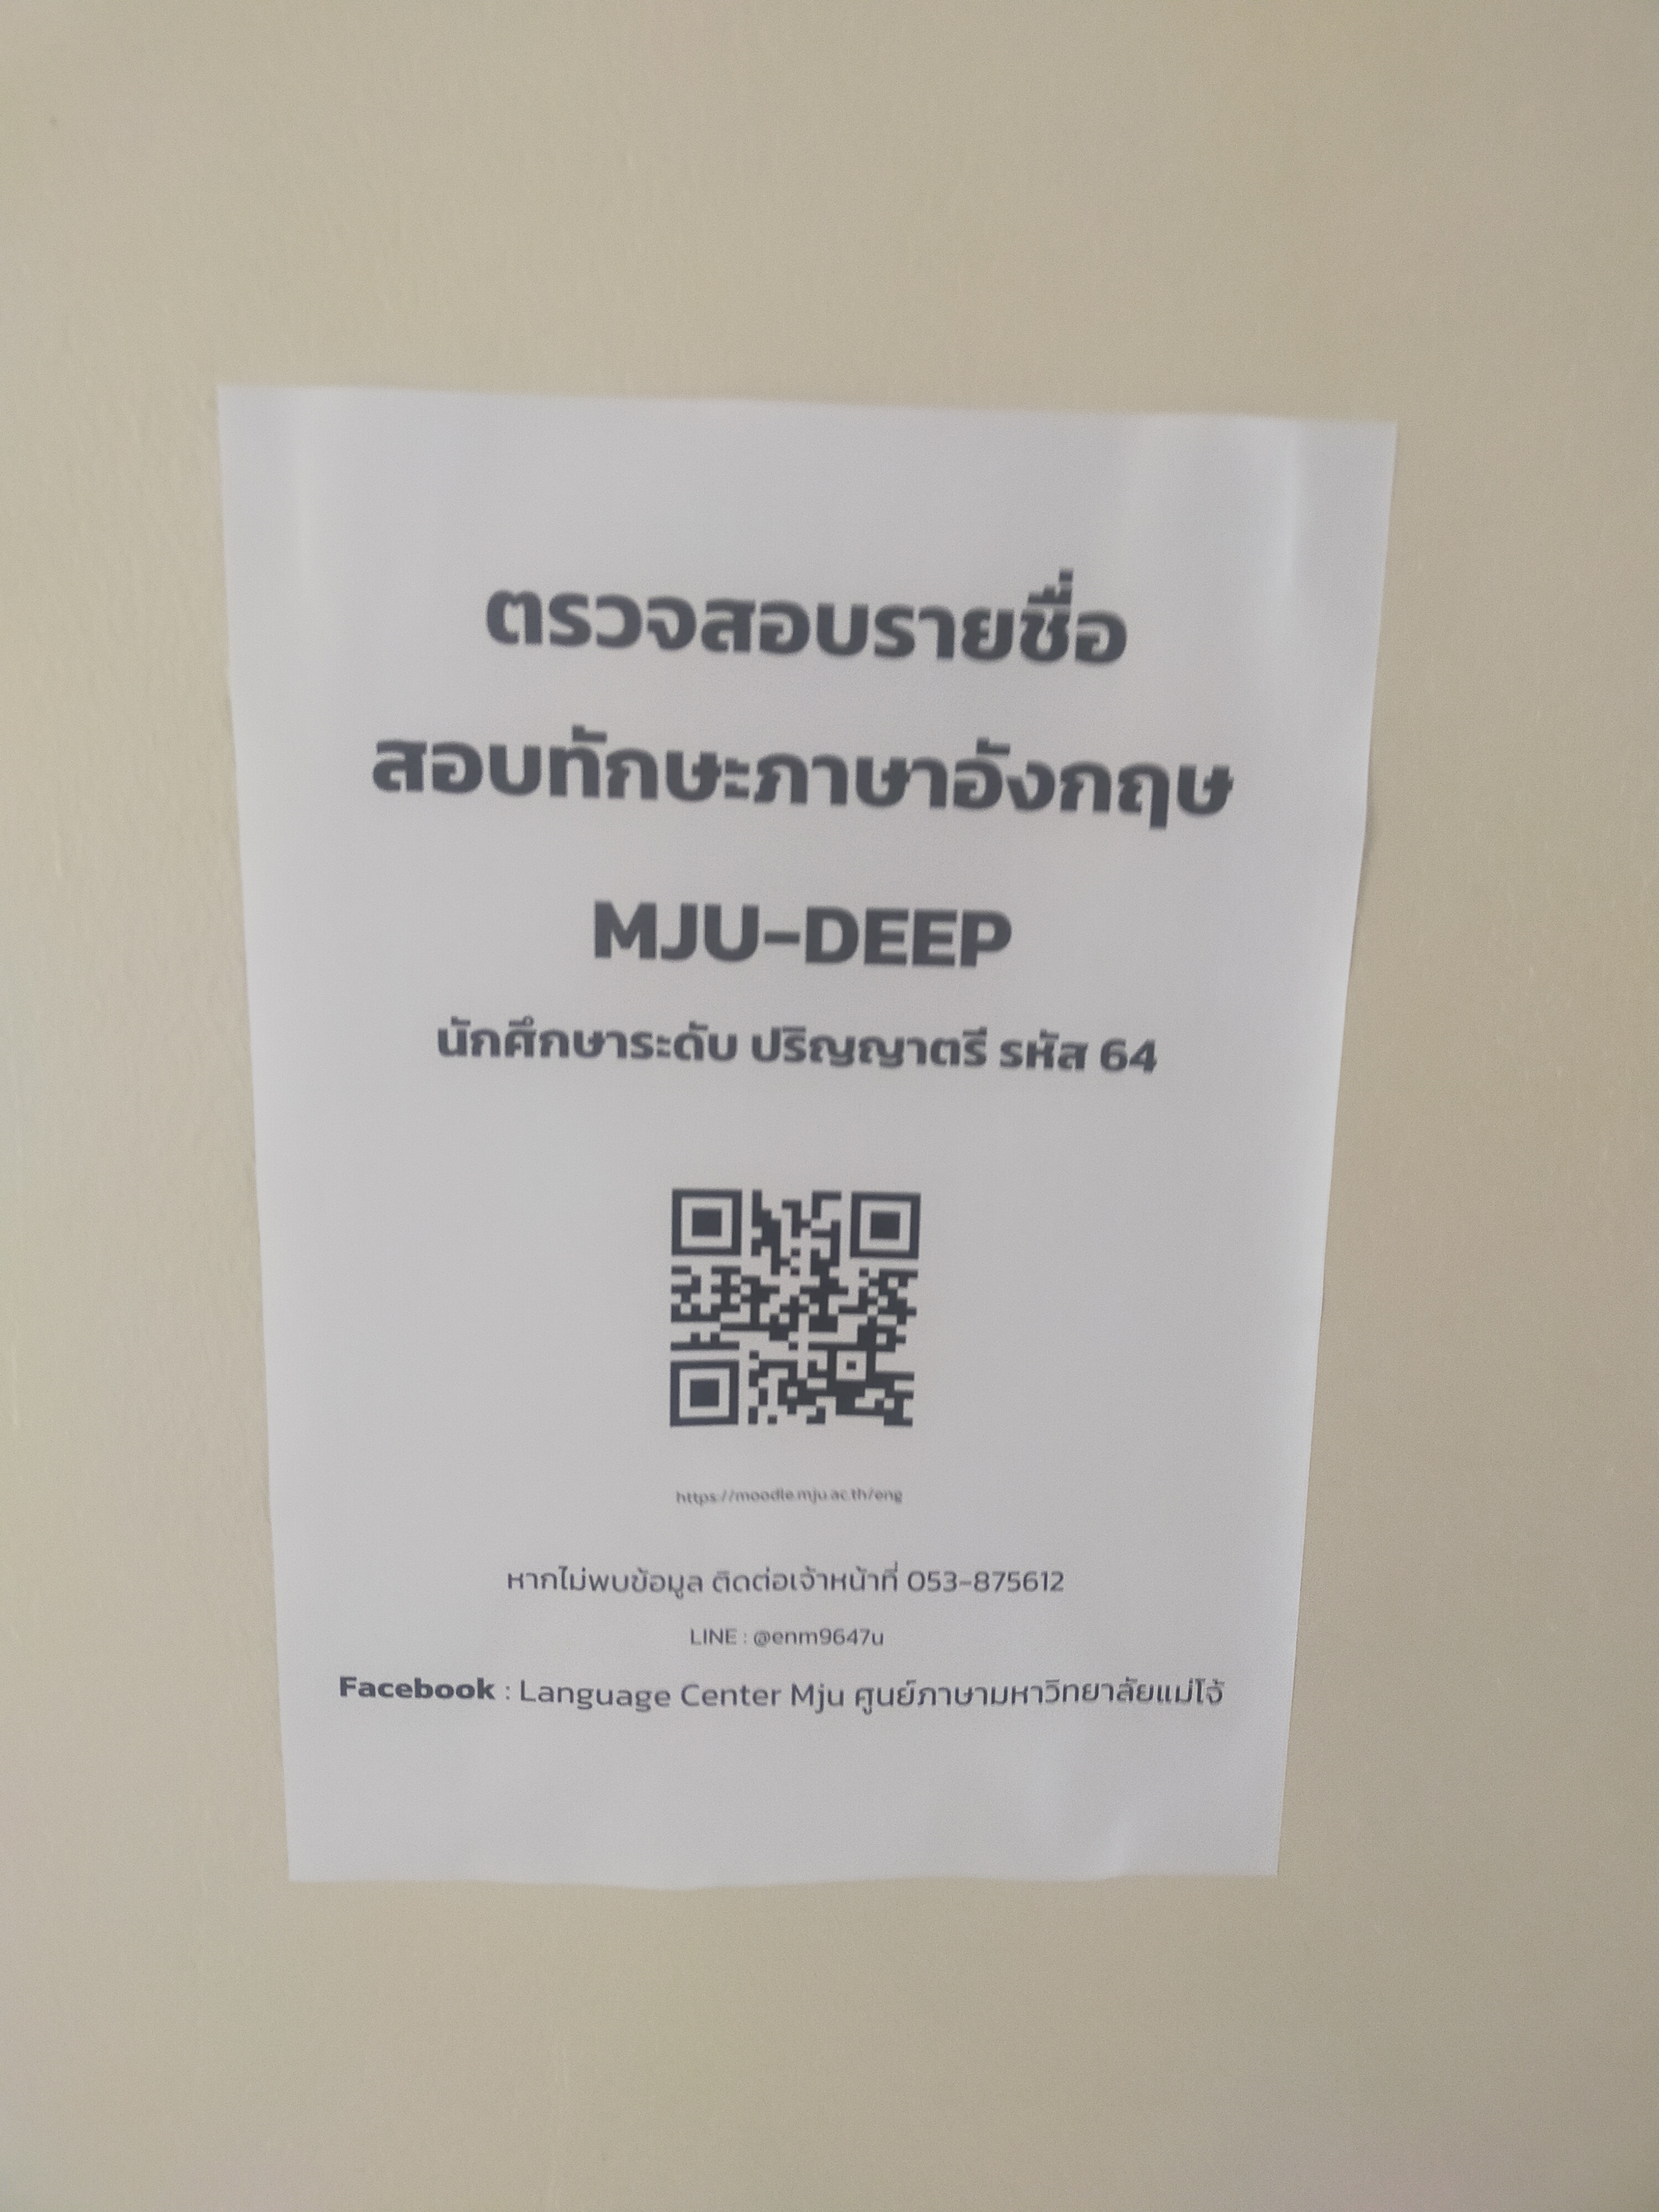 ตรวจสอบรายชื่อ
สอบทักษะภาษาอังกฤษ
MJU-DEEP
นักศึกษาระดับ ปริญญาตรี รหัส 64
https://moodle.mju.ac.th/eng
หากไม่พบข้อมูล ติดต่อเจ้าหน้าที่ 053-875612
LINE : @enm9647u
Facebook : Language Center Mju ศูนย์ภาษามหาวิทยาลัยแม่โจ้